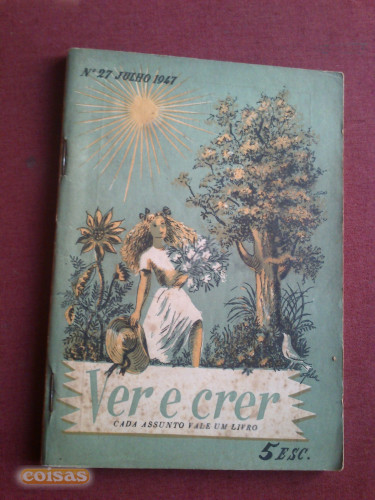 Nº 27 JULHO 1947
Ver e crer
CADA ASSUNTO VALE UM LIVRO
5 ESC.
coisas